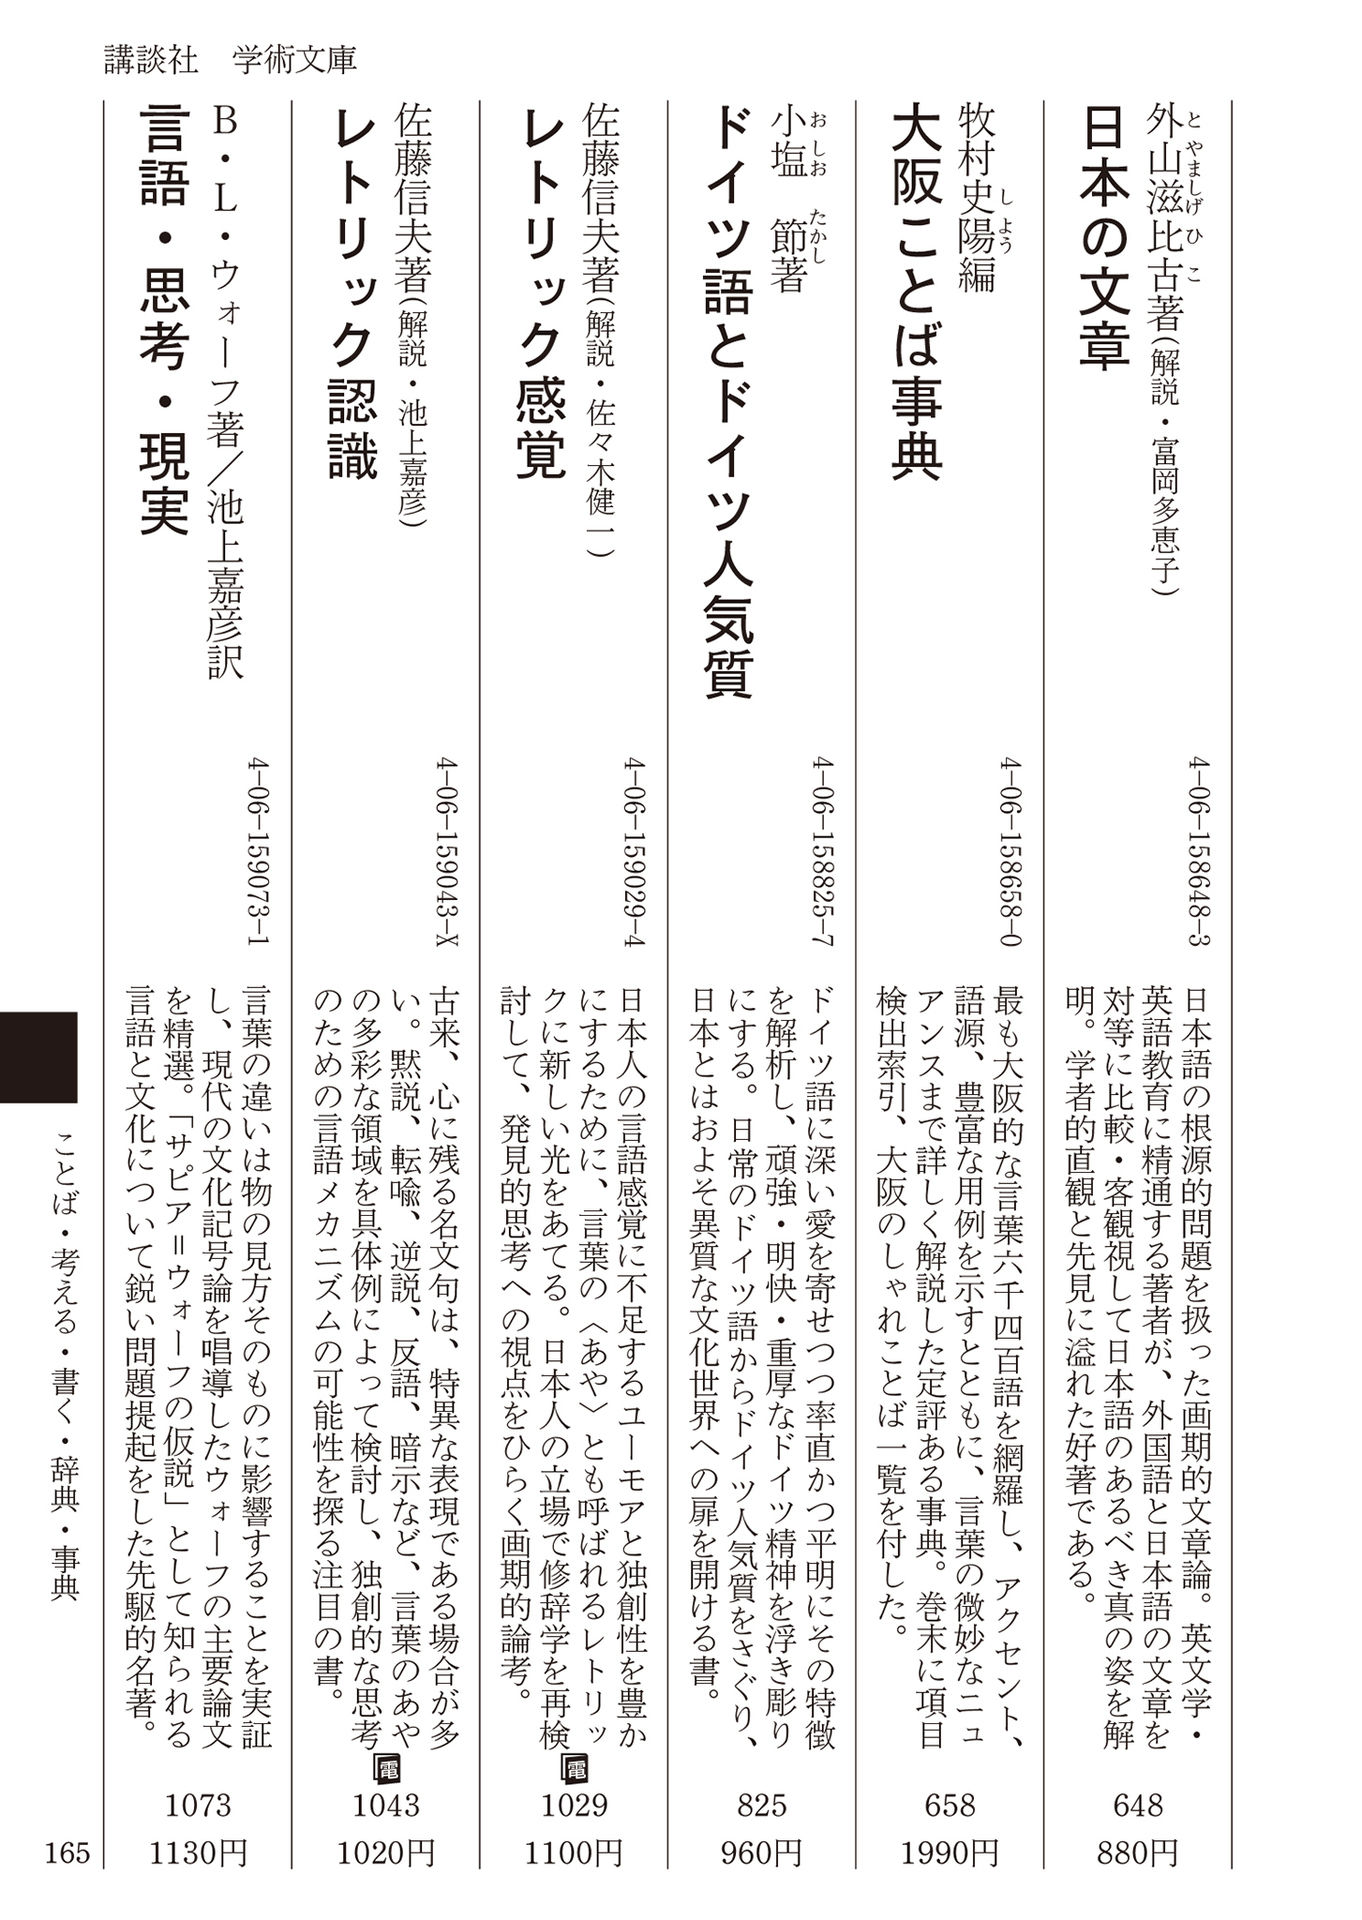 講談社　学術文庫
外山滋比古著(解説・富岡多恵子)
とやましげひこ
日本の文章
4-06-158648-3
日本語の根源的問題を扱った画期的文章論。英文学・
英語教育に精通する著者が、外国語と日本語の文章を
対等に比較・客観視して日本語のあるべき真の姿を解
明。学者的直観と先見に溢れた好著である。
648
880円
牧村史陽編
しよう
大阪ことば事典
4-06-158658-0
最も大阪的な言葉六千四百語を網羅し、アクセント、
語源、豊富な用例を示すとともに、言葉の微妙なニュ
アンスまで詳しく解説した定評ある事典。巻末に項目
検出索引、大阪のしゃれことば一覧を付した。
658
1990円
小塩　節著
おしお　たかし
ドイツ語とドイツ人気質
4-06-158825-7
ドイツ語に深い愛を寄せつつ率直かつ平明にその特徴
を解析し、頑強・明快・重厚なドイツ精神を浮き彫り
にする。日常のドイツ語からドイツ人気質をさぐり、
日本とはおよそ異質な文化世界への扉を開ける書。
825
960円
佐藤信夫著(解説・佐々木健一)
レトリック感覚
4-06-159029-4
日本人の言語感覚に不足するユーモアと独創性を豊か
にするために、言葉の〈あや〉とも呼ばれるレトリッ
クに新しい光をあてる。日本人の立場で修辞学を再検
討して、発見的思考への視点をひらく画期的論考。
電
1029
1100円
佐藤信夫著(解説・池上嘉彦)
レトリック認識
4-06-159043-X
古来、心に残る名文句は、特異な表現である場合が多
い。黙説、転喩、逆説、反語、暗示など、言葉のあや
の多彩な領域を具体例によって検討し、独創的な思考
のための言語メカニズムの可能性を探る注目の書。
電
1043
1020円
B・L・ウォーフ著／池上嘉彦訳
言語・思考・現実
4-06-159073-1
言葉の違いは物の見方そのものに影響することを実証
し、現代の文化記号論を唱導したウォーフの主要論文
を精選。「サピア＝ウォーフの仮説」として知られる
言語と文化について鋭い問題提起をした先駆的名著。
1073
1130円
ことば・考える・書く・辞典・事典
165